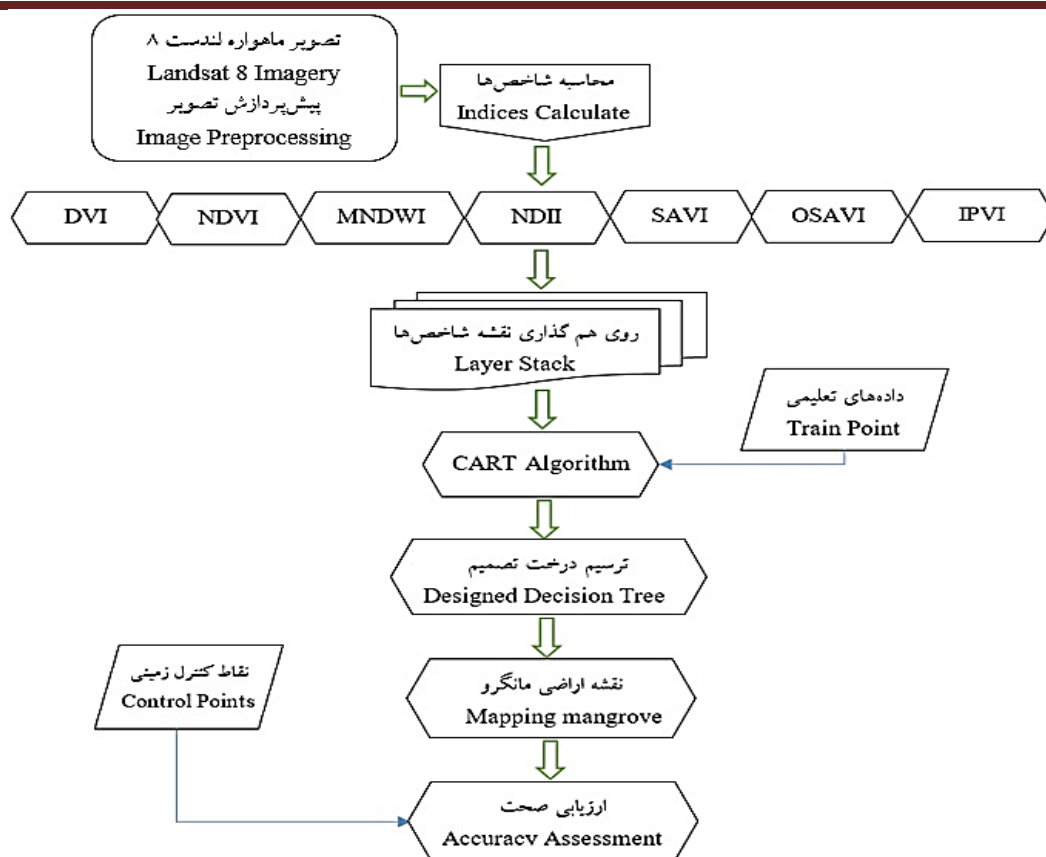 تصویر ماهواره لندست ۸
Landsat 8 Imagery
پیش‌پردازش تصویر
Image Preprocessing
محاسبه شاخص‌ها
Indices Calculate
DVI
NDVI
MNDWI
NDII
SAVI
OSAVI
IPVI
روی هم گذاری نقشه شاخص‌ها
Layer Stack
داده‌های تعلیمی
Train Point
CART Algorithm
ترسیم درخت تصمیم
Designed Decision Tree
نقاط کنترل زمینی
Control Points
نقشه اراضی مانگرو
Mapping mangrove
ارزیابی صحت
Accuracy Assessment